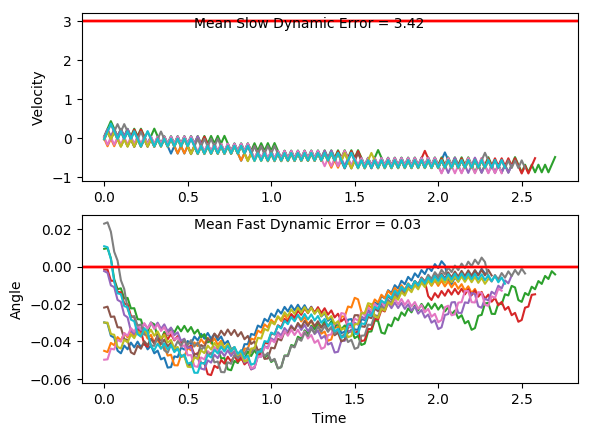 Mean Slow Dynamic Error = 3.42
3
2
1
0
−1
Velocity
0.0 0.5 1.0 1.5 2.0 2.5
Mean Fast Dynamic Error = 0.03
0.02
0.00
−0.02
−0.04
−0.06
Angle
0.0 0.5 1.0 1.5 2.0 2.5
Time